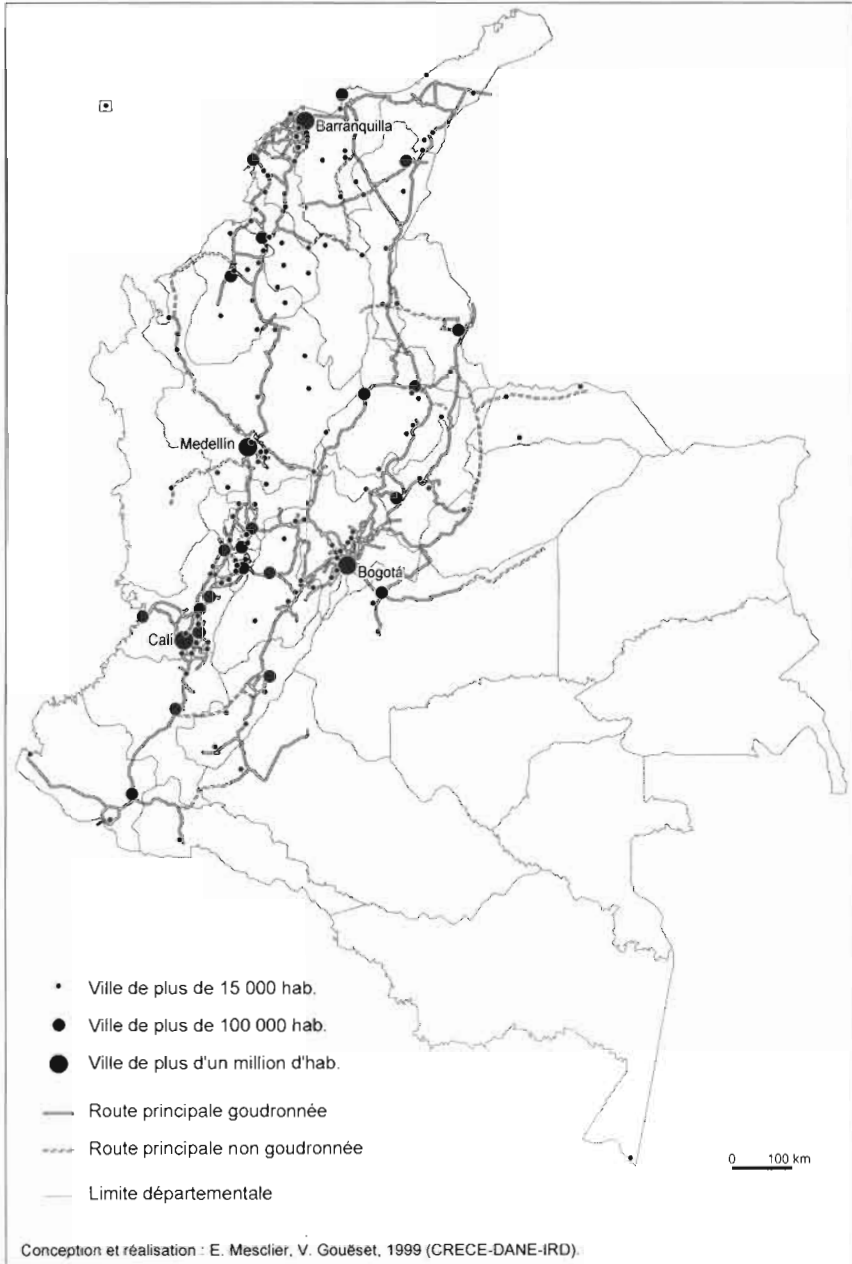 Barranquilla
Medellín
Bogotá
Cali
Ville de plus de 15 000 hab.
Ville de plus de 100 000 hab.
Ville de plus d'un million d'hab.
Route principale goudronnée
Route principale non goudronnée
0 100 km
Limite départementale
Conception et réalisation : E. Mesclier, V. Gouëset, 1999 (CRECE-DANE-IRD).